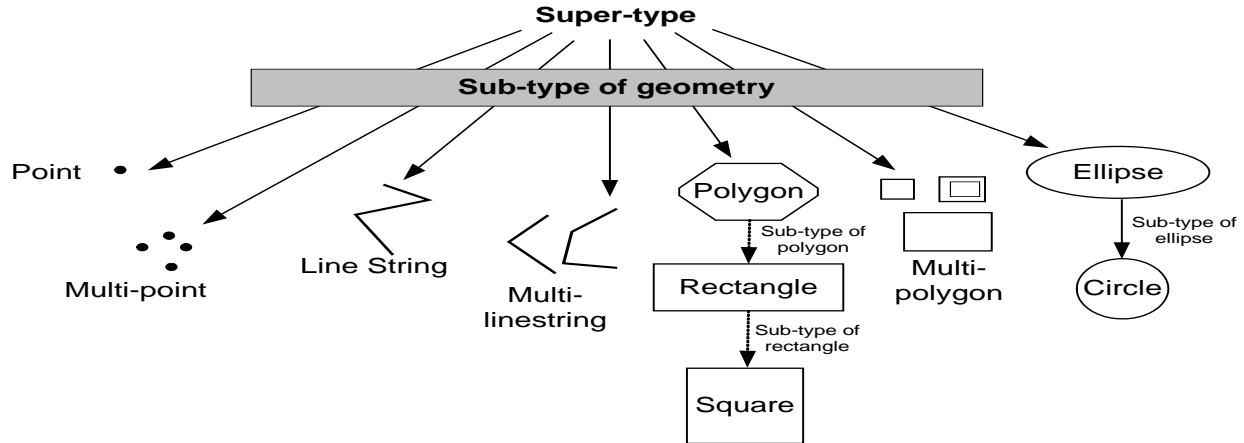 Super-type
Sub-type of geometry
Point
Multi-point
Line String
Multi-
linestring
Polygon
Sub-type of
polygon
Rectangle
Sub-type of
rectangle
Square
Multi-
polygon
Ellipse
Sub-type of
ellipse
Circle